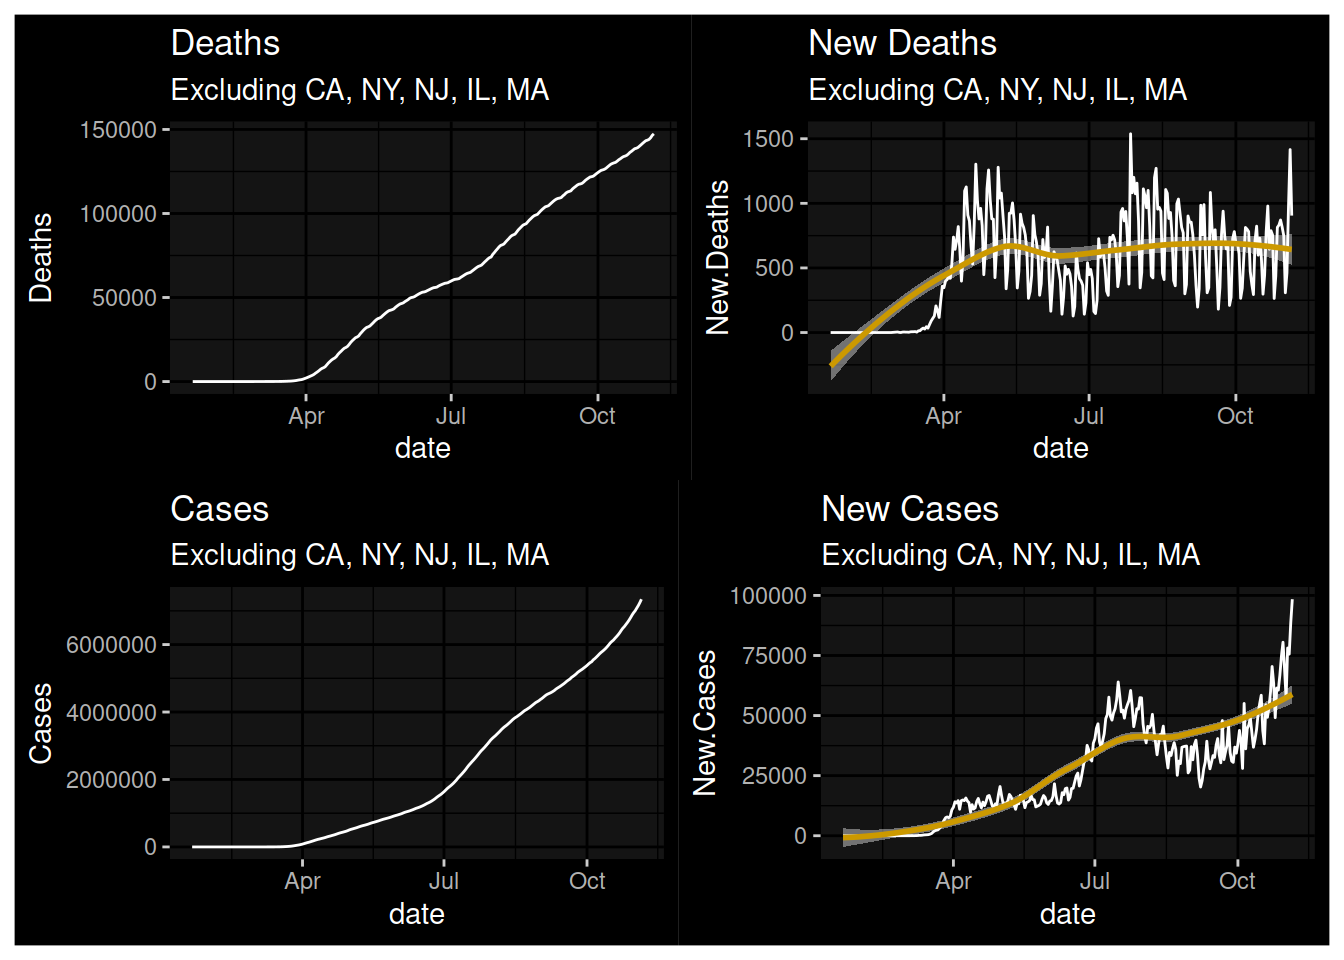 Deaths
Excluding CA, NY, NJ, IL, MA
150000
100000
50000
0
Deaths
Apr
Jul
Oct
date
New Deaths
Excluding CA, NY, NJ, IL, MA
1500
1000
500
0
New.Deaths
Apr
Jul
Oct
date
Cases
Excluding CA, NY, NJ, IL, MA
6000000
4000000
2000000
0
Cases
Apr
Jul
Oct
date
New Cases
Excluding CA, NY, NJ, IL, MA
100000
75000
50000
25000
0
New.Cases
Apr
Jul
Oct
date